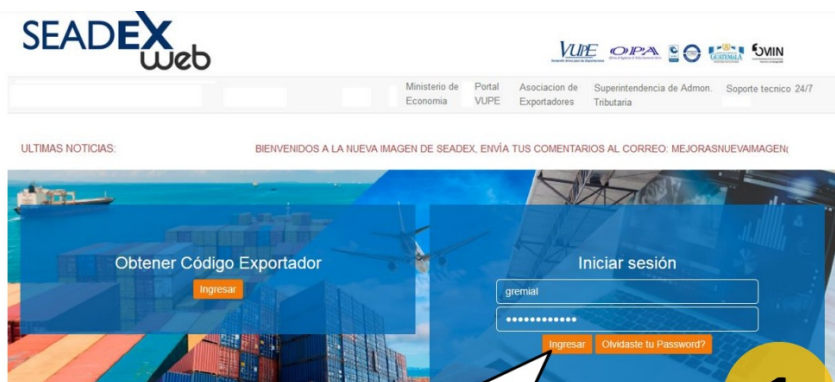 SEADEX
web
VUPE OPA GUATEMALA
Ministerio de Economia
Portal VUPE
Asociacion de Exportadores
Superintendencia de Admon. Tributaria
Soporte tecnico 24/7
ULTIMAS NOTICIAS:
BIENVENIDOS A LA NUEVA IMAGEN DE SEADEX, ENVÍA TUS COMENTARIOS AL CORREO: MEJORASNUEVAIMAGEN
Obtener Código Exportador
Ingresar
Iniciar sesión
gremial
Ingresar
Olvidaste tu Password?